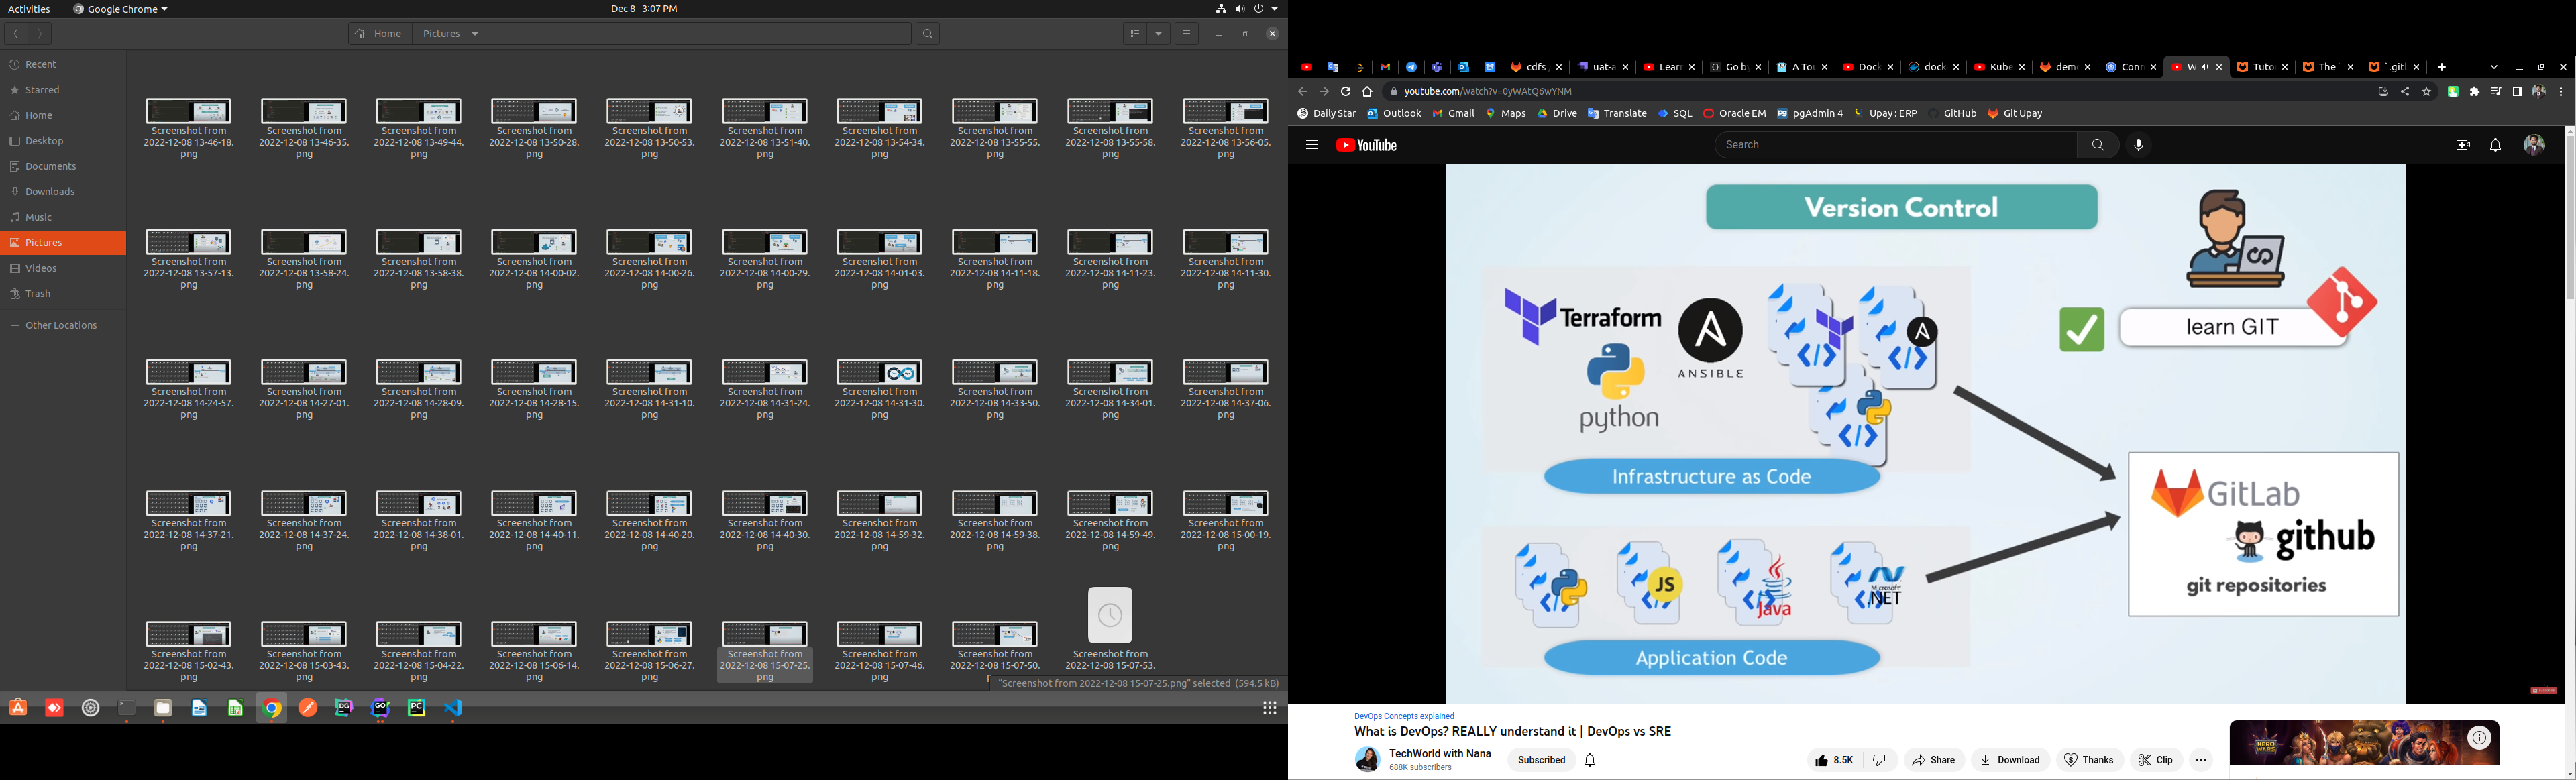 Activities
Google Chrome
Dec 8 3:07 PM
Home
Pictures
Recent
Starred
Home
Desktop
Documents
Downloads
Music
Pictures
Videos
Trash
Other Locations
Screenshot from 2022-12-08 13-46-18.png
Screenshot from 2022-12-08 13-46-35.png
Screenshot from 2022-12-08 13-49-44.png
Screenshot from 2022-12-08 13-50-28.png
Screenshot from 2022-12-08 13-50-53.png
Screenshot from 2022-12-08 13-51-40.png
Screenshot from 2022-12-08 13-54-34.png
Screenshot from 2022-12-08 13-55-55.png
Screenshot from 2022-12-08 13-55-58.png
Screenshot from 2022-12-08 13-56-05.png
Screenshot from 2022-12-08 13-57-13.png
Screenshot from 2022-12-08 13-58-24.png
Screenshot from 2022-12-08 13-58-38.png
Screenshot from 2022-12-08 14-00-02.png
Screenshot from 2022-12-08 14-00-26.png
Screenshot from 2022-12-08 14-00-29.png
Screenshot from 2022-12-08 14-01-03.png
Screenshot from 2022-12-08 14-11-18.png
Screenshot from 2022-12-08 14-11-23.png
Screenshot from 2022-12-08 14-11-30.png
Screenshot from 2022-12-08 14-24-57.png
Screenshot from 2022-12-08 14-27-01.png
Screenshot from 2022-12-08 14-28-09.png
Screenshot from 2022-12-08 14-28-15.png
Screenshot from 2022-12-08 14-31-10.png
Screenshot from 2022-12-08 14-31-24.png
Screenshot from 2022-12-08 14-31-30.png
Screenshot from 2022-12-08 14-33-50.png
Screenshot from 2022-12-08 14-34-01.png
Screenshot from 2022-12-08 14-37-06.png
Screenshot from 2022-12-08 14-37-21.png
Screenshot from 2022-12-08 14-37-24.png
Screenshot from 2022-12-08 14-38-01.png
Screenshot from 2022-12-08 14-40-11.png
Screenshot from 2022-12-08 14-40-20.png
Screenshot from 2022-12-08 14-40-30.png
Screenshot from 2022-12-08 14-59-32.png
Screenshot from 2022-12-08 14-59-38.png
Screenshot from 2022-12-08 14-59-49.png
Screenshot from 2022-12-08 15-00-19.png
Screenshot from 2022-12-08 15-02-43.png
Screenshot from 2022-12-08 15-03-43.png
Screenshot from 2022-12-08 15-04-22.png
Screenshot from 2022-12-08 15-06-14.png
Screenshot from 2022-12-08 15-06-27.png
Screenshot from 2022-12-08 15-07-25.png
Screenshot from 2022-12-08 15-07-46.png
Screenshot from 2022-12-08 15-07-50.
Screenshot from 2022-12-08 15-07-53.
"Screenshot from 2022-12-08 15-07-25.png" selected (594.5 kB)
cdfs
uat-a
Learn
Go by
A Tou
Dock
dock
Kube
demo
Conn
W
Tuto
The
`.gitl
youtube.com/watch?v=0yWAtQ6wYNM
Daily Star
Outlook
Gmail
Maps
Drive
Translate
SQL
Oracle EM
pgAdmin 4
Upay : ERP
GitHub
Git Upay
YouTube
Search
Version Control
Terraform
ANSIBLE
python
Infrastructure as Code
learn GIT
GitLab
github
git repositories
JS
Java
Microsoft .NET
Application Code
DevOps Concepts explained
What is DevOps? REALLY understand it | DevOps vs SRE
TechWorld with Nana
688K subscribers
Subscribed
8.5K
Share
Download
Thanks
Clip
HERO WARS